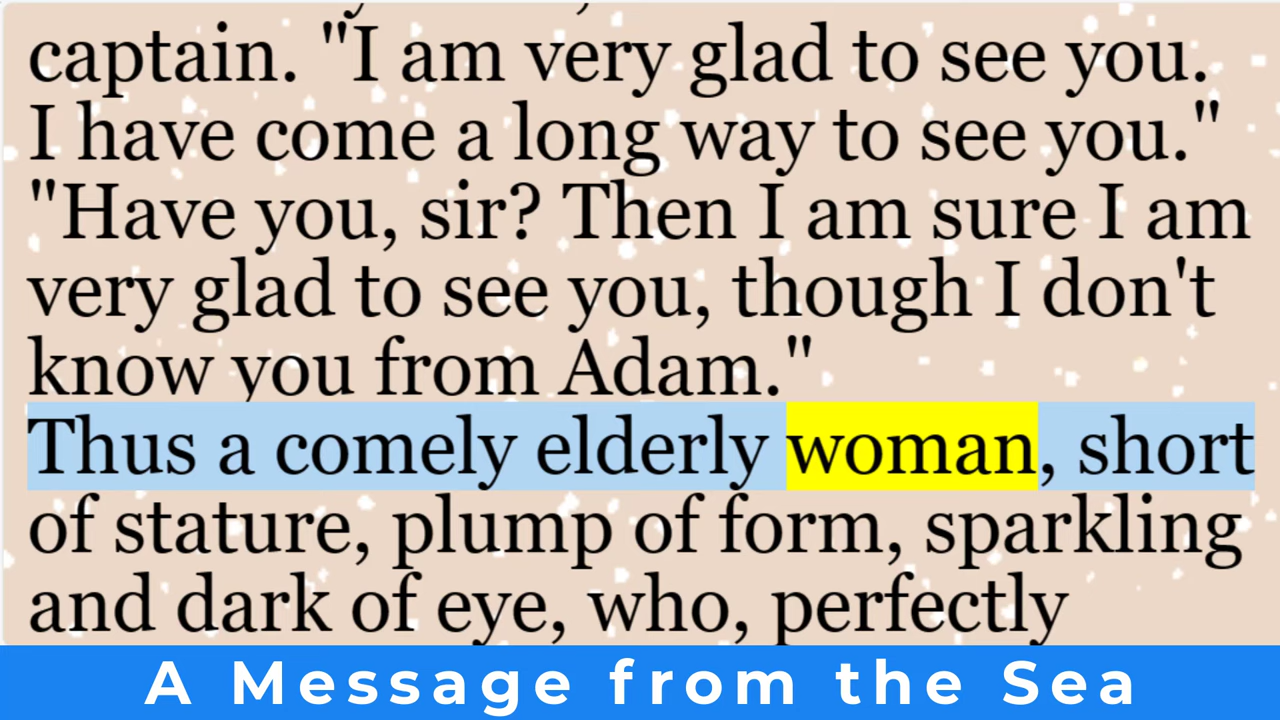 captain. "I am very glad to see you.
I have come a long way to see you."
"Have you, sir? Then I am sure I am
very glad to see you, though I don't
know you from Adam."
Thus a comely elderly woman, short
of stature, plump of form, sparkling
and dark of eye, who, perfectly
A Message from the Sea